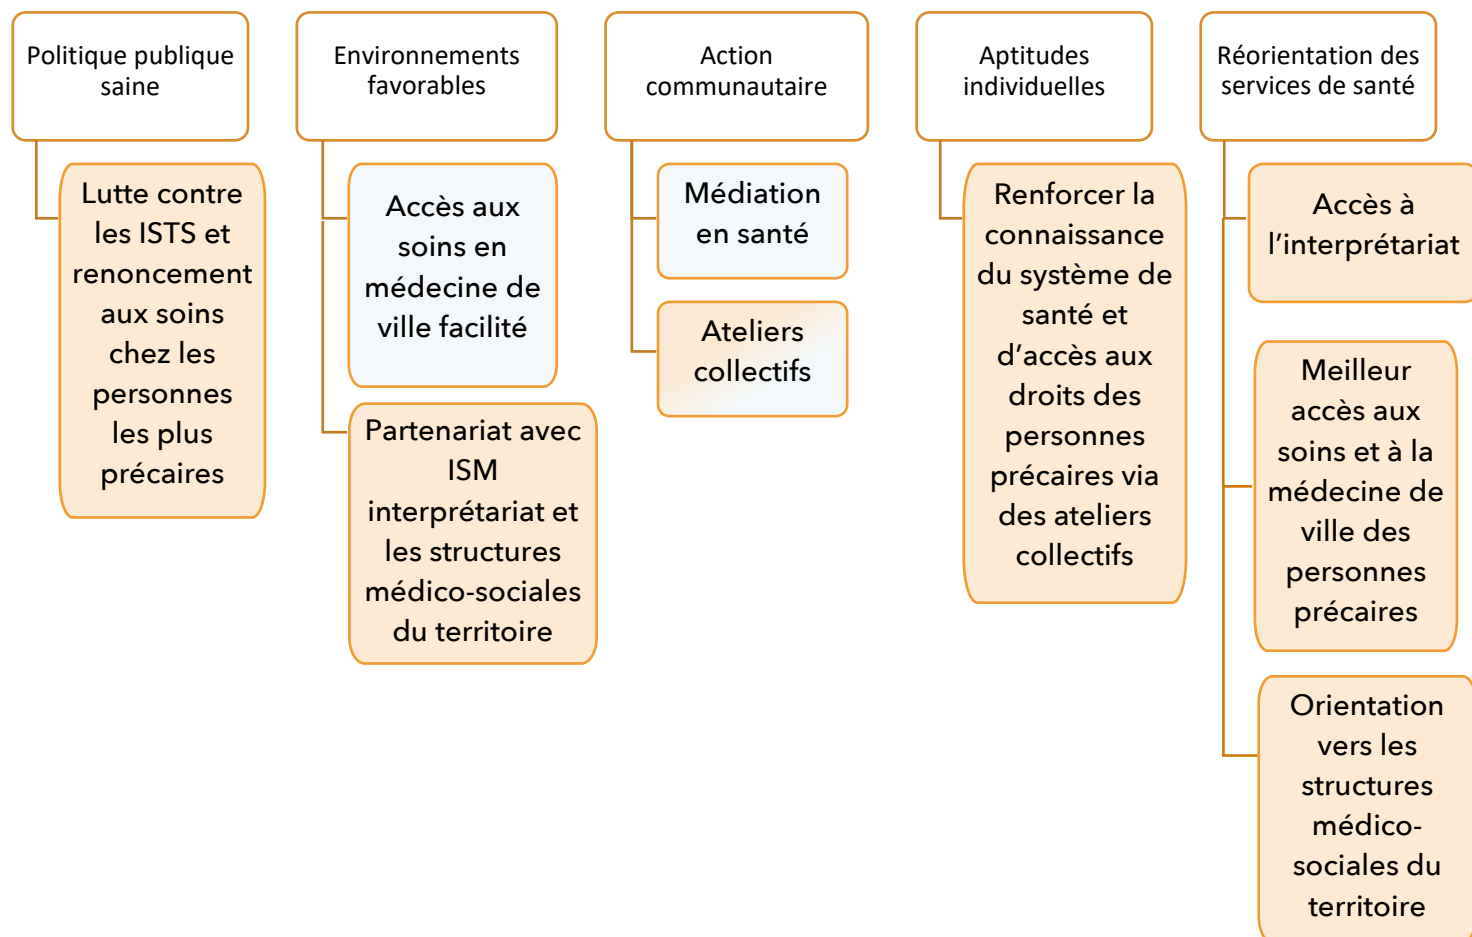 Politique publique
saine
Lutte contre
les ISTS et
renoncement
aux soins
chez les
personnes
les plus
précaires
Environnements
favorables
Accès aux
soins en
médecine de
ville facilité
Partenariat avec
ISM
interprétariat et
les structures
médico-sociales
du territoire
Action
communautaire
Médiation
en santé
Ateliers
collectifs
Aptitudes
individuelles
Renforcer la
connaissance
du système de
santé et
d’accès aux
droits des
personnes
précaires via
des ateliers
collectifs
Réorientation des
services de santé
Accès à
l’interprétariat
Meilleur
accès aux
soins et à la
médecine de
ville des
personnes
précaires
Orientation
vers les
structures
médico-
sociales du
territoire